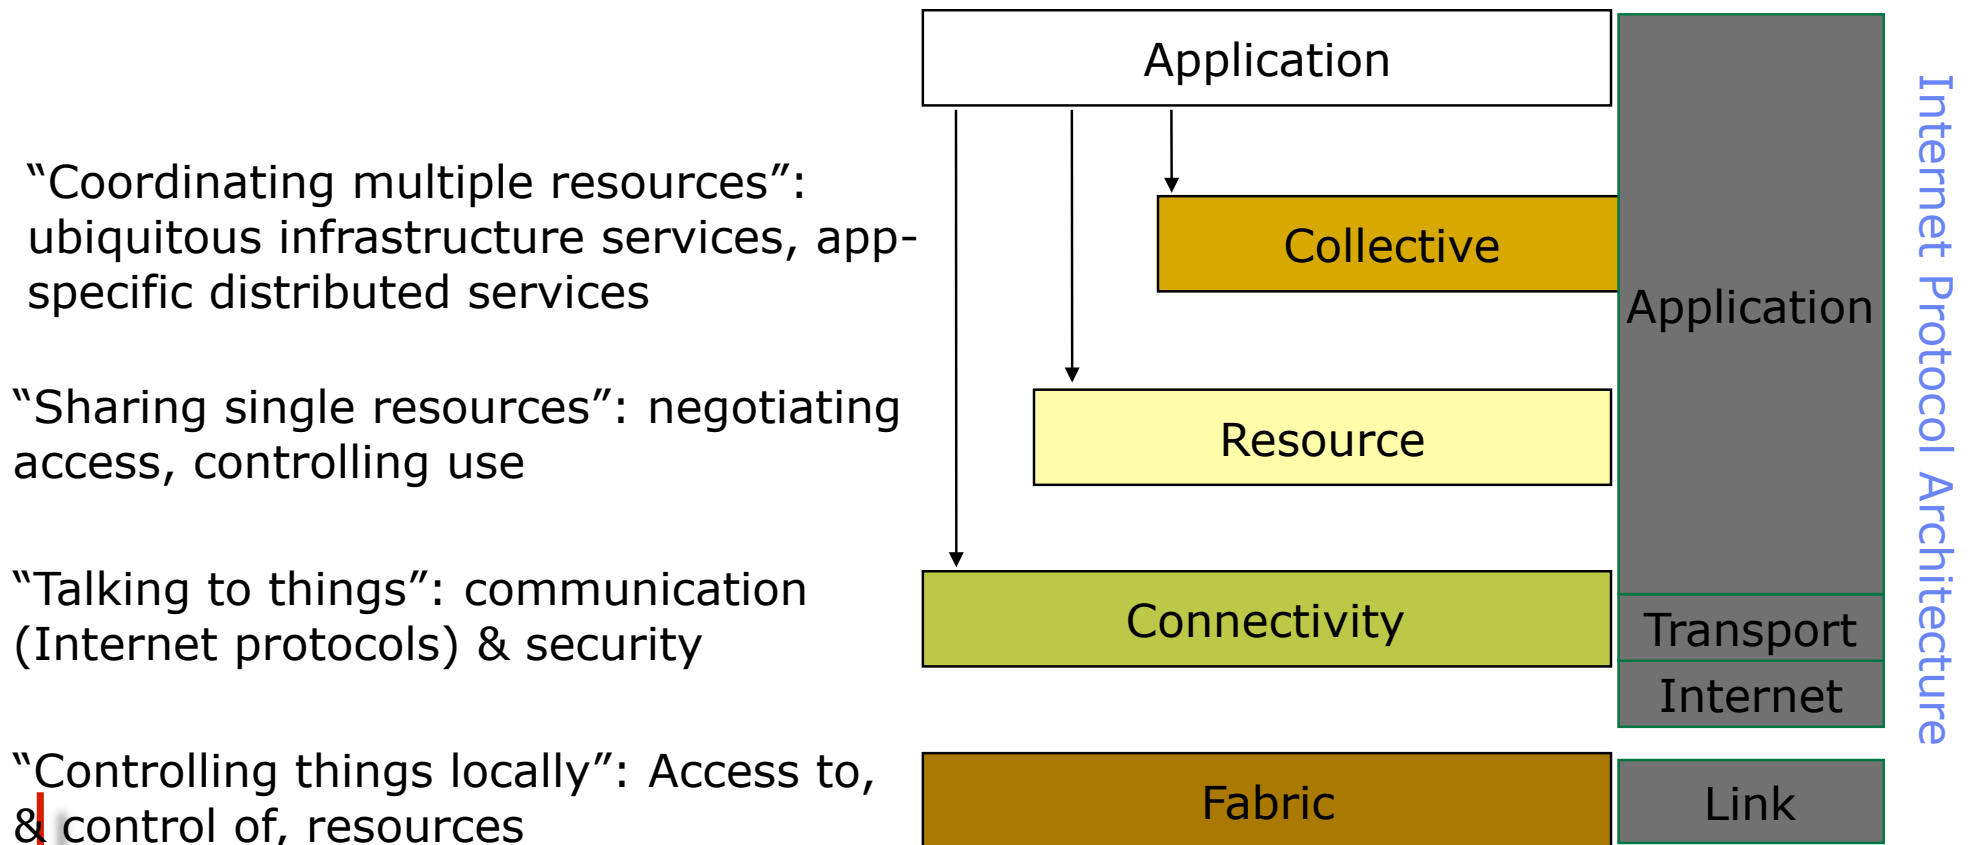 Application
“Coordinating multiple resources”:
ubiquitous infrastructure services, app-
specific distributed services
Collective
Application
“Sharing single resources”: negotiating
access, controlling use
Resource
“Talking to things”: communication
(Internet protocols) & security
Connectivity
Transport
Internet
“Controlling things locally”: Access to,
& control of, resources
Fabric
Link
Internet Protocol Architecture